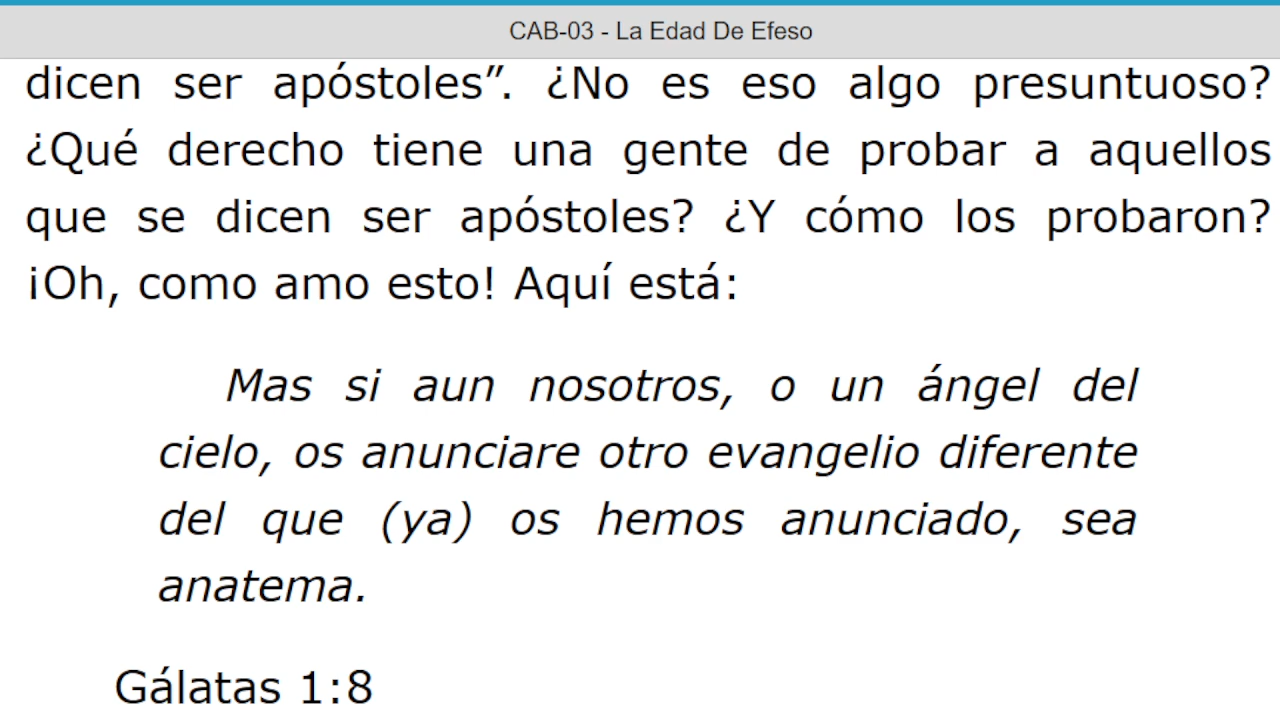 CAB-03 - La Edad De Efeso
dicen ser apóstoles”. ¿No es eso algo presuntuoso?
¿Qué derecho tiene una gente de probar a aquellos
que se dicen ser apóstoles? ¿Y cómo los probaron?
¡Oh, como amo esto! Aquí está:
Mas si aun nosotros, o un ángel del
cielo, os anunciare otro evangelio diferente
del que (ya) os hemos anunciado, sea
anatema.
Gálatas 1:8